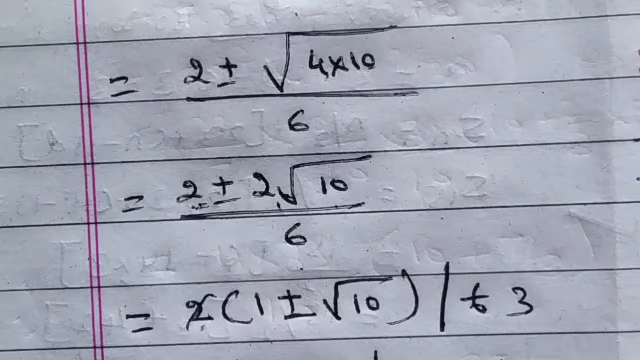 = 2 ± √4×10
6
= 2 ± 2√10
6
= 2(1 ± √10) / 6 3